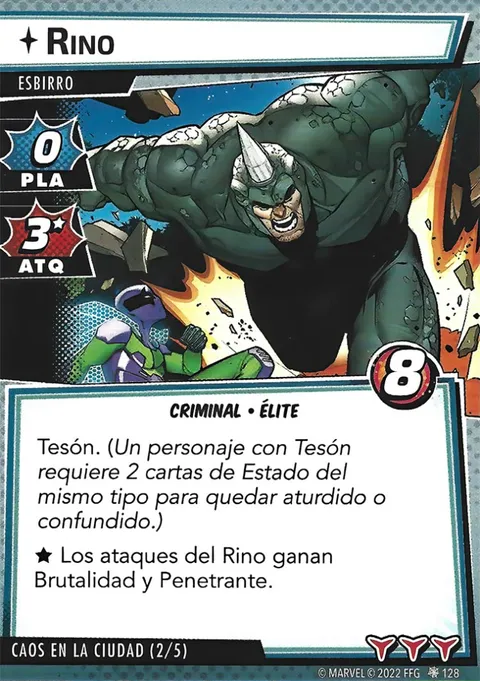 Rino
ESBIRRO
0
PLA
3★
ATQ
8
CRIMINAL • ÉLITE
Tesón. (Un personaje con Tesón
requiere 2 cartas de Estado del
mismo tipo para quedar aturdido o
confundido.)
★ Los ataques del Rino ganan
Brutalidad y Penetrante.
CAOS EN LA CIUDAD (2/5)
© MARVEL © 2022 FFG 128